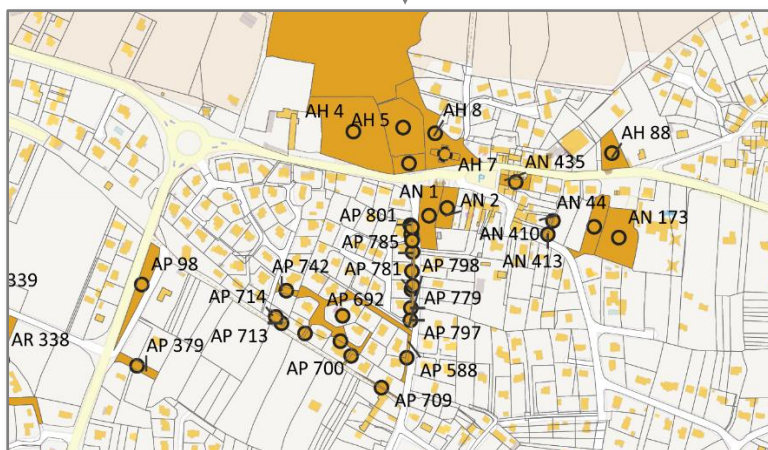 AH 4
AH 5
AH 8
AH 7
AN 435
AH 88
AN 1
AN 2
AN 44
AN 173
AN 410
AN 413
AP 801
AP 785
AP 781
AP 798
AP 779
AP 797
AP 742
AP 692
AP 98
AP 714
AP 713
339
AR 338
AP 379
AP 700
AP 588
AP 709
P